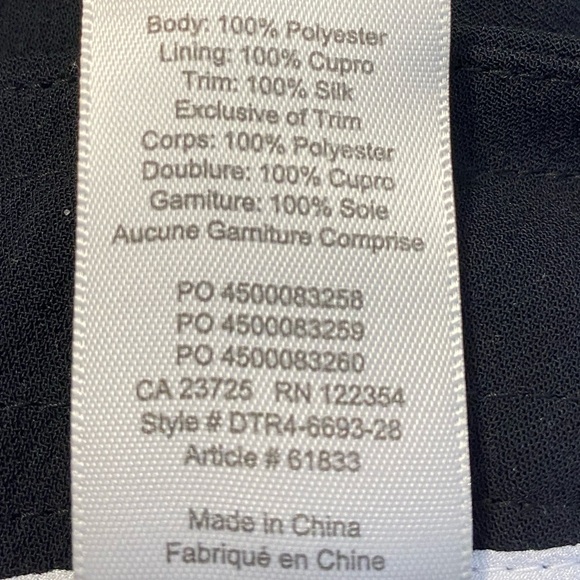 Body: 100% Polyester
Lining: 100% Cupro
Trim: 100% Silk
Exclusive of Trim
Corps: 100% Polyester
Doublure: 100% Cupro
Garniture: 100% Soie
Aucune Garniture Comprise
PO 4500083258
PO 4500083259
PO 4500083260
CA 23725 RN 122354
Style # DTR4-6693-28
Article # 61833
Made in China
Fabriqué en Chine